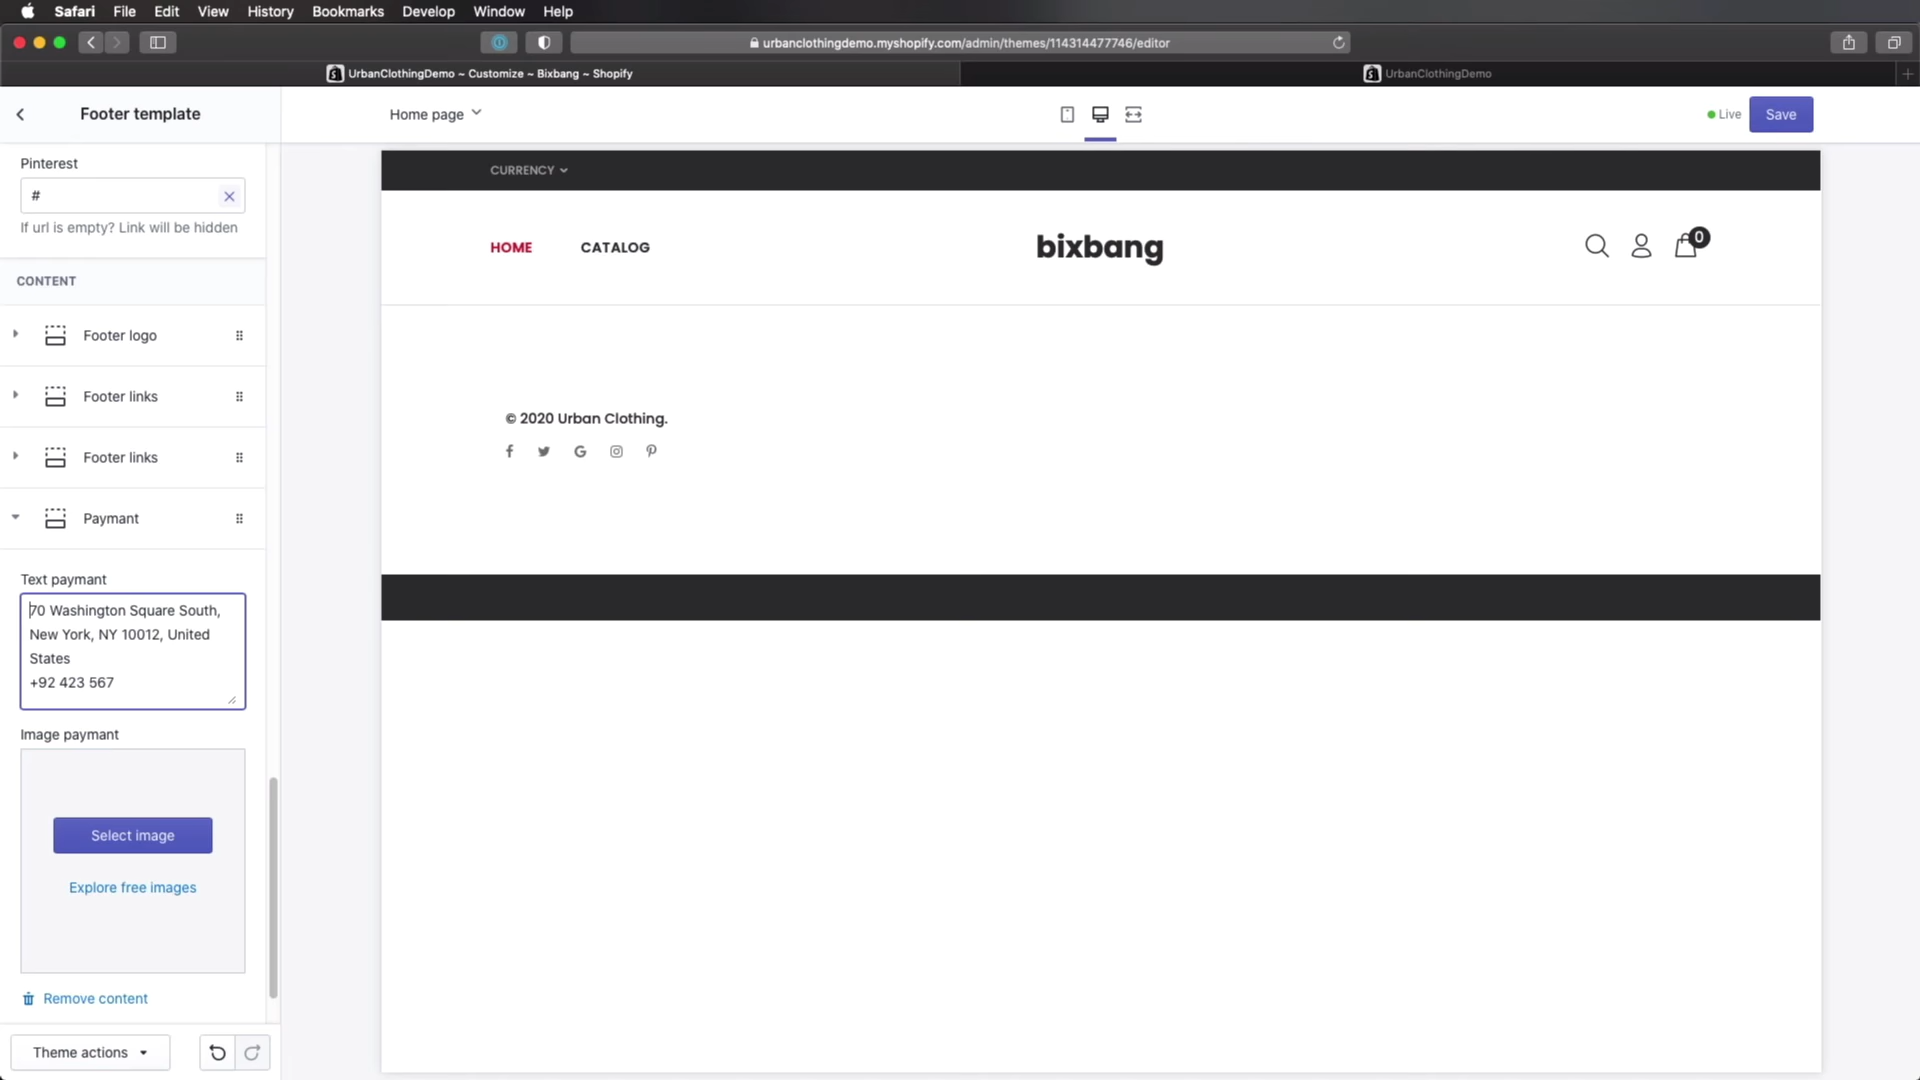 Safari File Edit View History Bookmarks Develop Window Help
urbanclothingdemo.myshopify.com/admin/themes/114314477746/editor
UrbanClothingDemo ~ Customize ~ Bixbang ~ Shopify
UrbanClothingDemo
Footer template
Home page
Live
Save
Pinterest
#
If url is empty? Link will be hidden
CONTENT
Footer logo
Footer links
Footer links
Paymant
Text paymant
70 Washington Square South,
New York, NY 10012, United
States
+92 423 567
Image paymant
Select image
Explore free images
Remove content
Theme actions
CURRENCY
HOME
CATALOG
bixbang
0
© 2020 Urban Clothing.